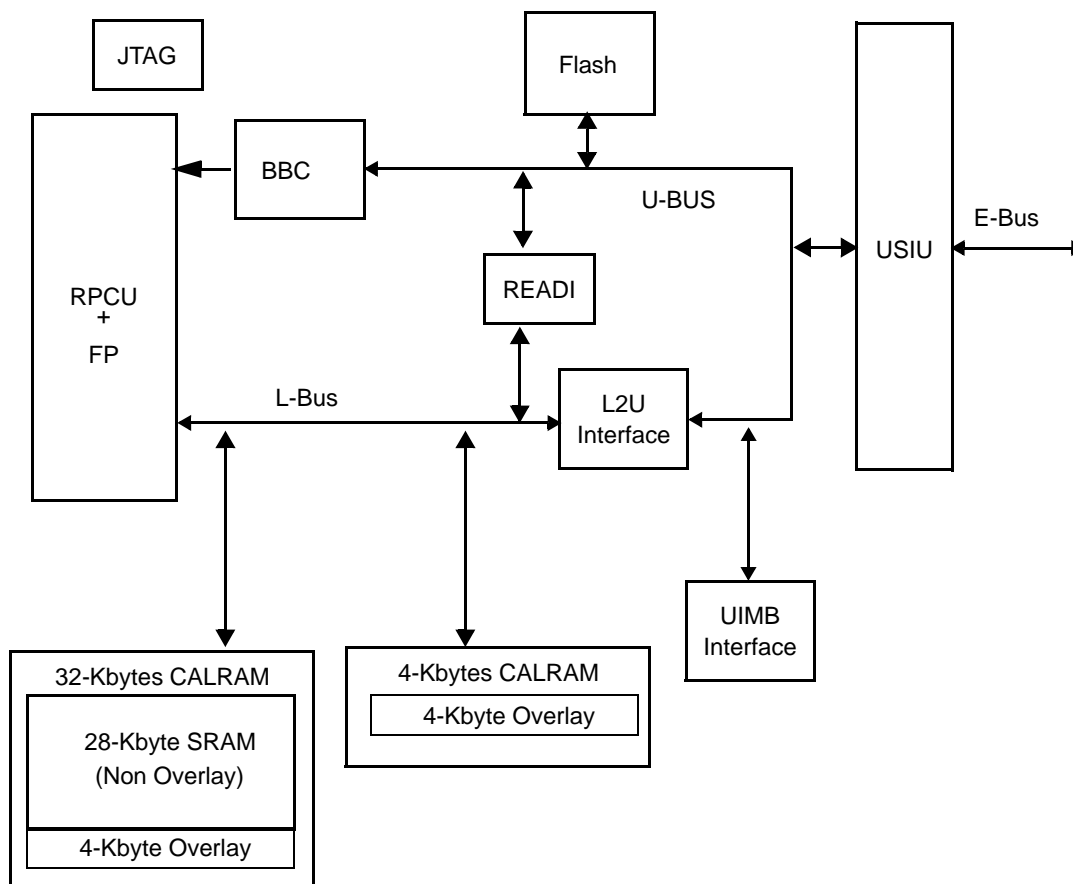 JTAG
Flash
BBC
U-BUS
E-Bus
USIU
READI
RPCU
+
FP
L-Bus
L2U
Interface
UIMB
Interface
32-Kbytes CALRAM
28-Kbyte SRAM
(Non Overlay)
4-Kbyte Overlay
4-Kbytes CALRAM
4-Kbyte Overlay